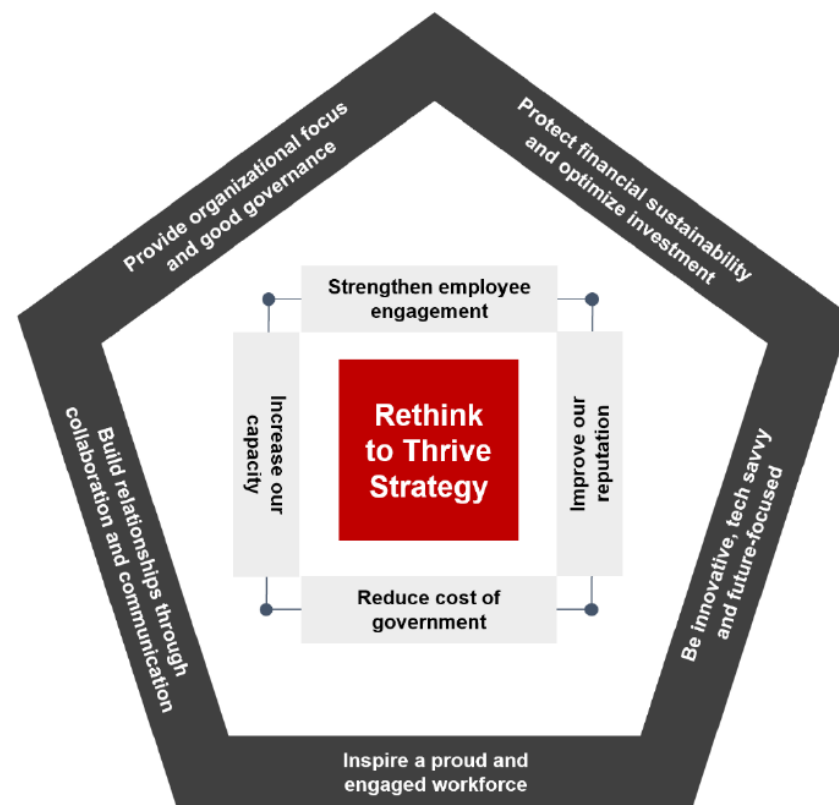 Provide organizational focus
and good governance
Protect financial sustainability
and optimize investment
Strengthen employee
engagement
Increase our
capacity
Rethink
to Thrive
Strategy
Improve our
reputation
Reduce cost of
government
Build relationships through
collaboration and communication
Be innovative, tech savvy
and future-focused
Inspire a proud and
engaged workforce